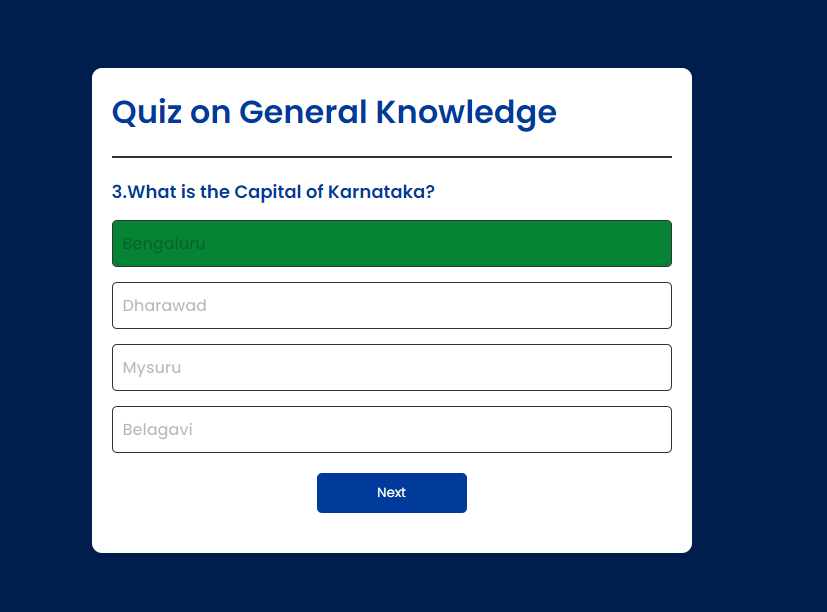 Quiz on General Knowledge
3.What is the Capital of Karnataka?
Bengaluru
Dharawad
Mysuru
Belagavi
Next